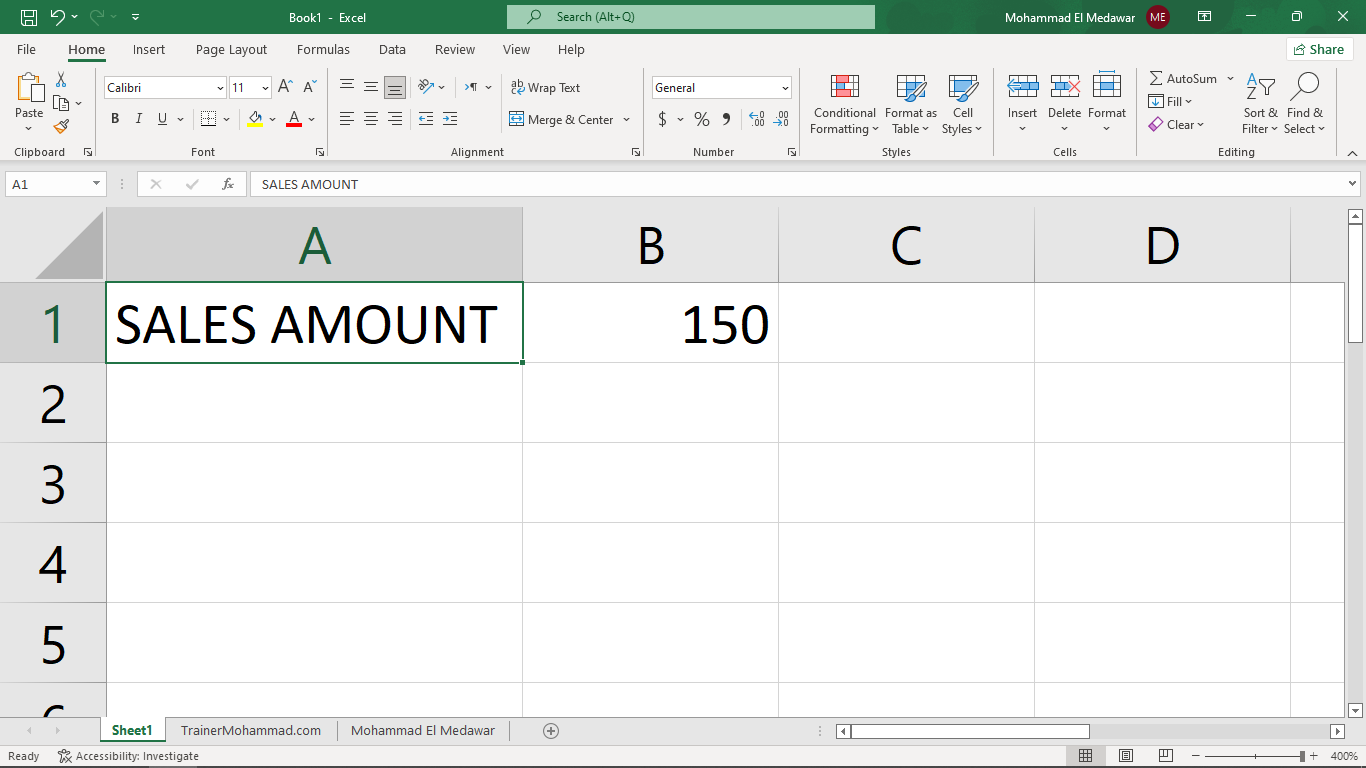 Book1 - Excel
Search (Alt+Q)
Mohammad El Medawar
ME
File Home Insert Page Layout Formulas Data Review View Help
Share
Paste
Clipboard
Calibri 11
B I U
A
Font
ab Wrap Text
Merge & Center
Alignment
General
$ % 9 .00 .00
Number
Conditional Formatting
Format as Table
Cell Styles
Styles
Insert Delete Format
Cells
AutoSum
Fill
Clear
Sort & Filter
Find & Select
Editing
A1 fx SALES AMOUNT
A B C D
1 SALES AMOUNT 150
2
3
4
5
6
Sheet1 TrainerMohammad.com Mohammad El Medawar
Ready Accessibility: Investigate 400%